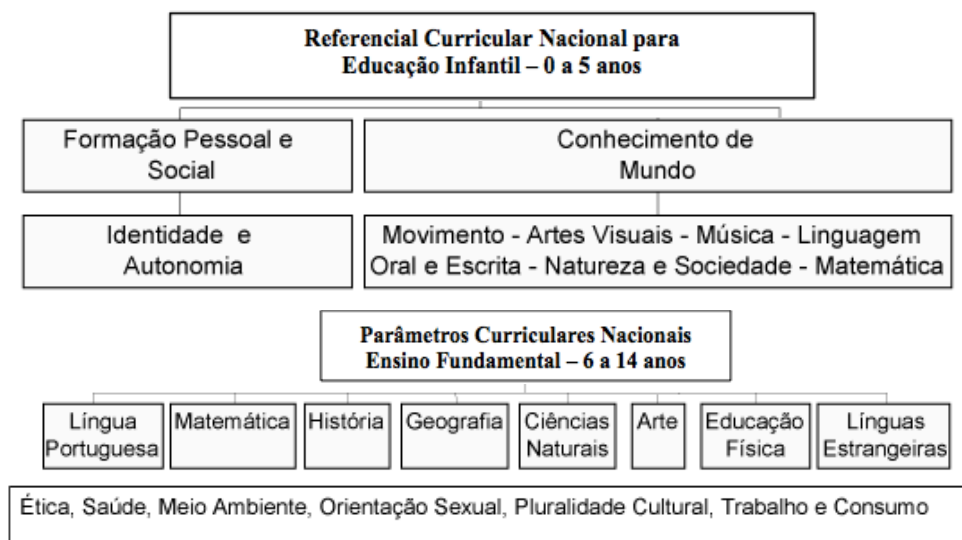 Referencial Curricular Nacional para
Educação Infantil – 0 a 5 anos
Formação Pessoal e
Social
Conhecimento de
Mundo
Identidade e
Autonomia
Movimento - Artes Visuais - Música - Linguagem
Oral e Escrita - Natureza e Sociedade - Matemática
Parâmetros Curriculares Nacionais
Ensino Fundamental – 6 a 14 anos
Língua
Portuguesa
Matemática
História
Geografia
Ciências
Naturais
Arte
Educação
Física
Línguas
Estrangeiras
Ética, Saúde, Meio Ambiente, Orientação Sexual, Pluralidade Cultural, Trabalho e Consumo